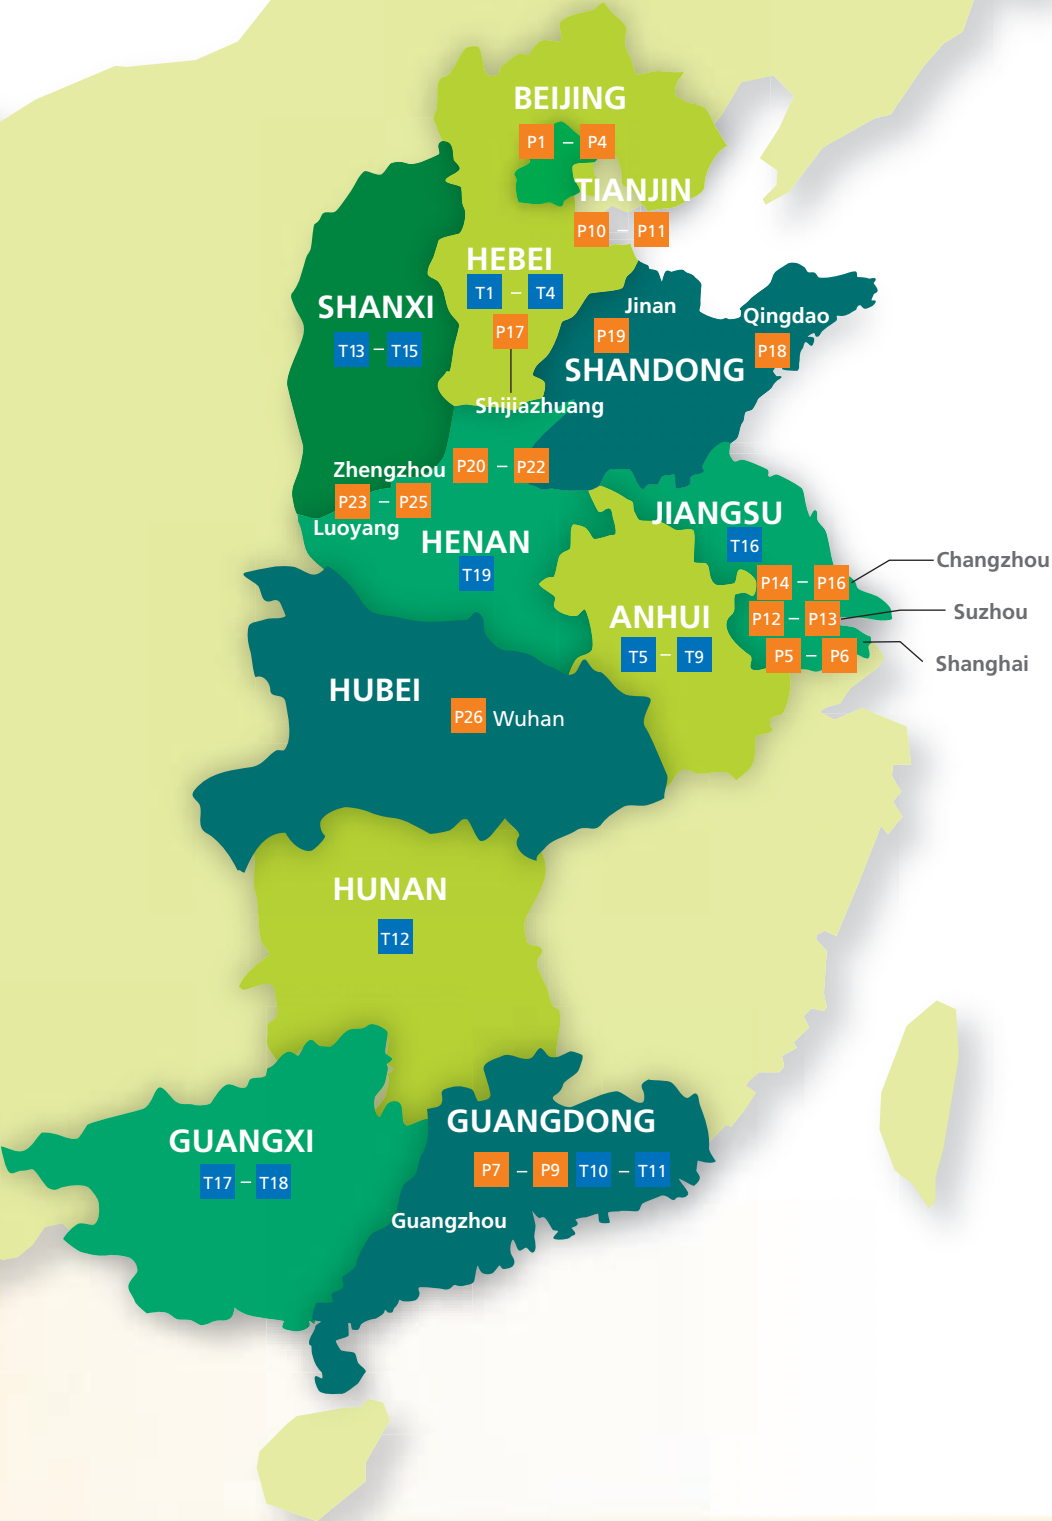 BEIJING
P1 – P4
TIANJIN
P10 – P11
HEBEI
T1 – T4
P17
Shijiazhuang
SHANXI
T13 – T15
Jinan
P19
Qingdao
P18
SHANDONG
Zhengzhou P20 – P22
P23 – P25
Luoyang
HENAN
T19
JIANGSU
T16
P14 – P16 Changzhou
P12 – P13 Suzhou
P5 – P6 Shanghai
ANHUI
T5 – T9
HUBEI
P26 Wuhan
HUNAN
T12
GUANGXI
T17 – T18
GUANGDONG
P7 – P9 T10 – T11
Guangzhou